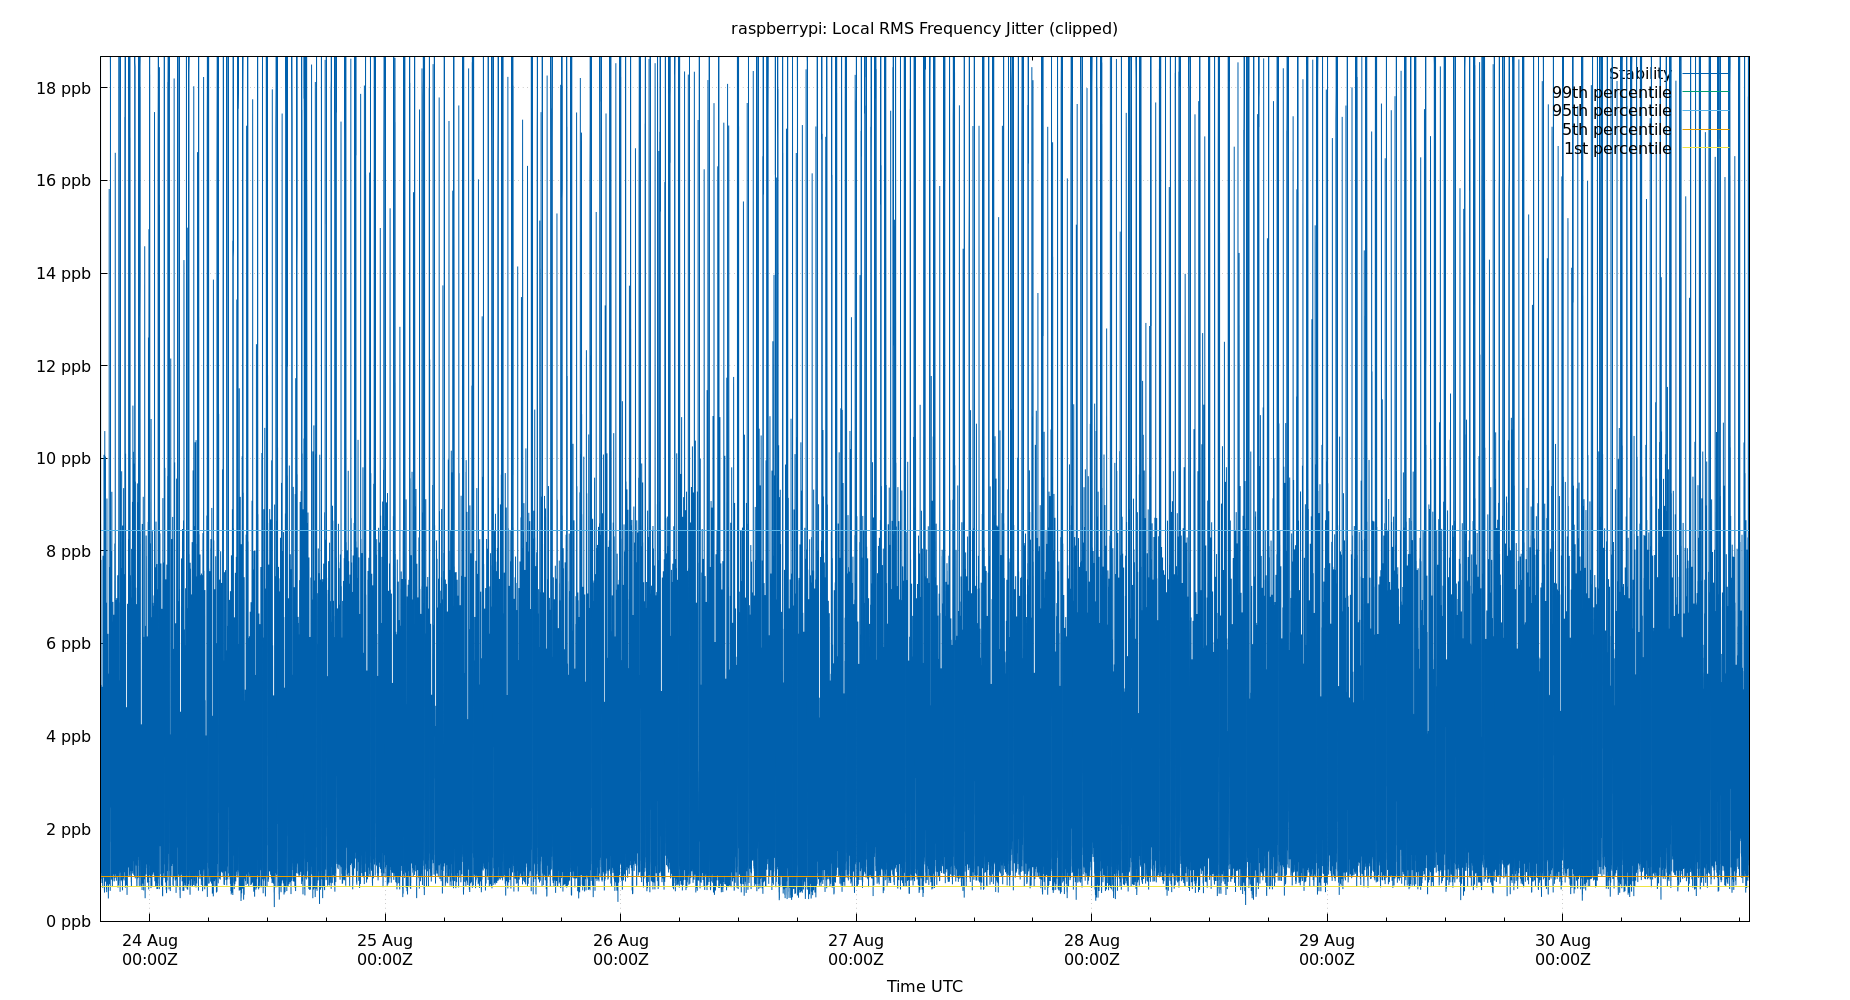 raspberrypi: Local RMS Frequency Jitter (clipped)
Stability
99th percentile
95th percentile
5th percentile
1st percentile
18 ppb
16 ppb
14 ppb
12 ppb
10 ppb
8 ppb
6 ppb
4 ppb
2 ppb
0 ppb
24 Aug 25 Aug 26 Aug 27 Aug 28 Aug 29 Aug 30 Aug
00:00Z 00:00Z 00:00Z 00:00Z 00:00Z 00:00Z 00:00Z
Time UTC